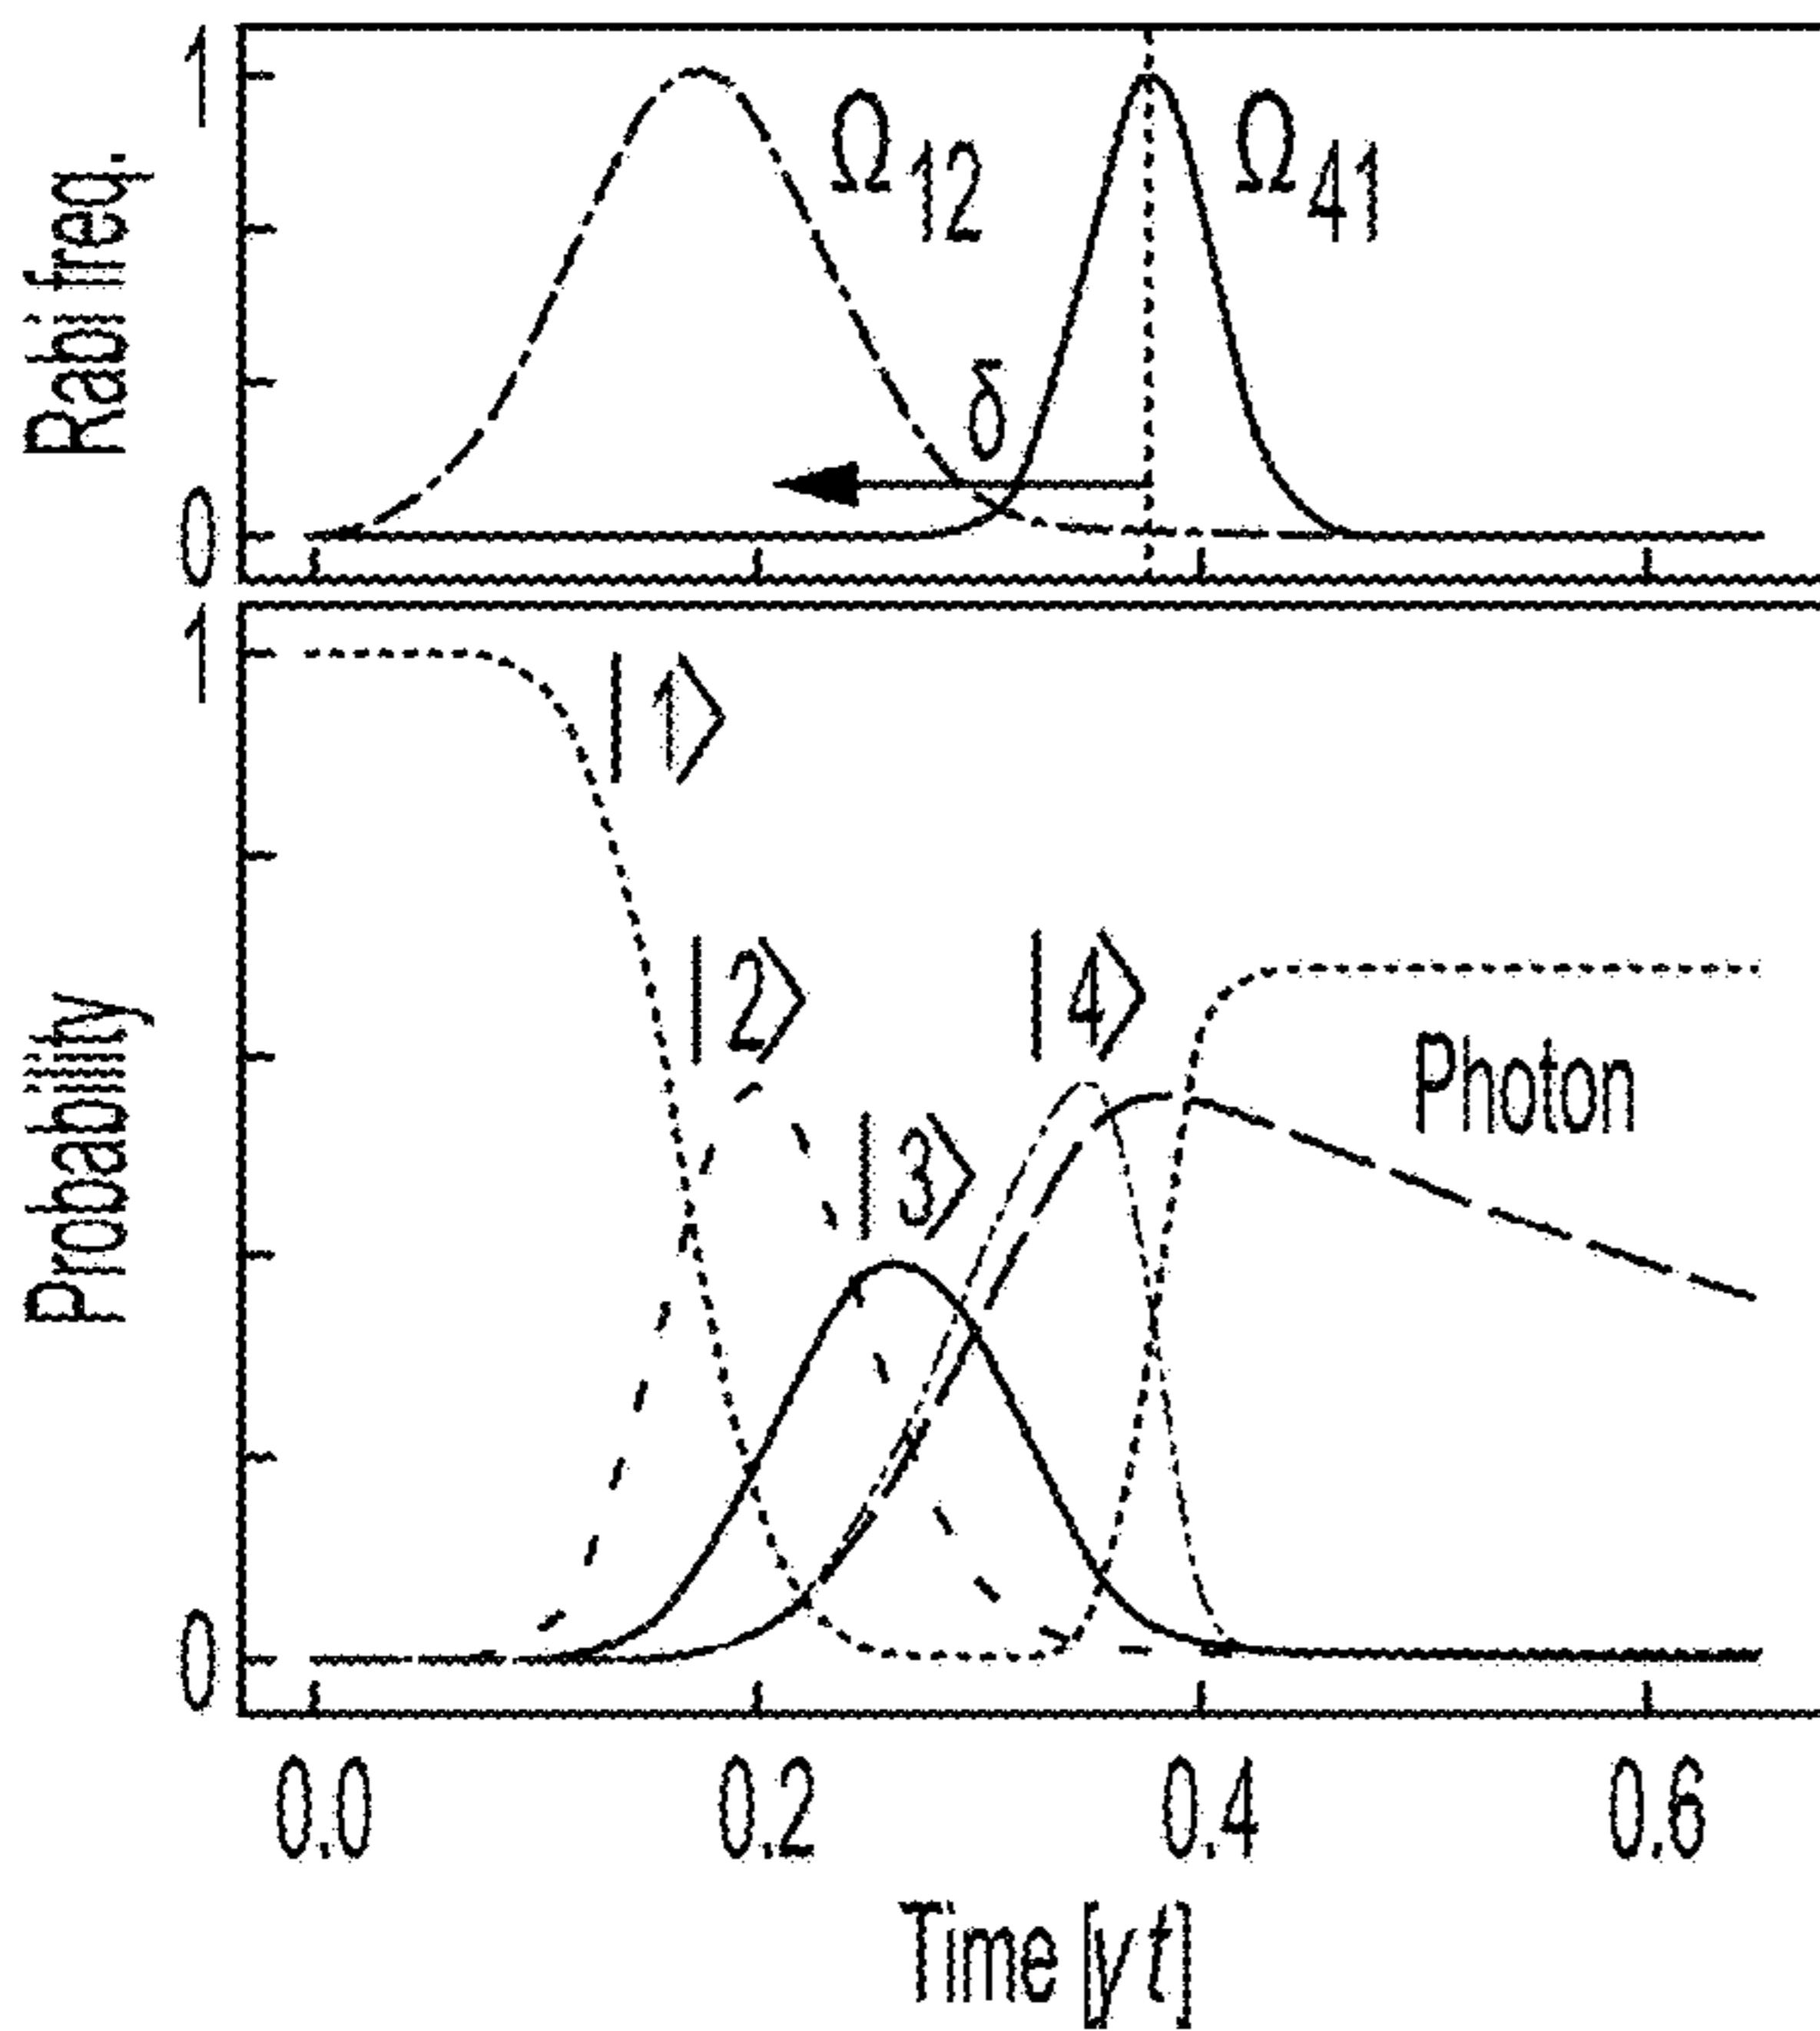 Rabi freq.
1
0
Ω12
Ω41
δ
Probability
1
0
|1⟩
|2⟩
|3⟩
|4⟩
Photon
0.0 0.2 0.4 0.6
Time [γt]